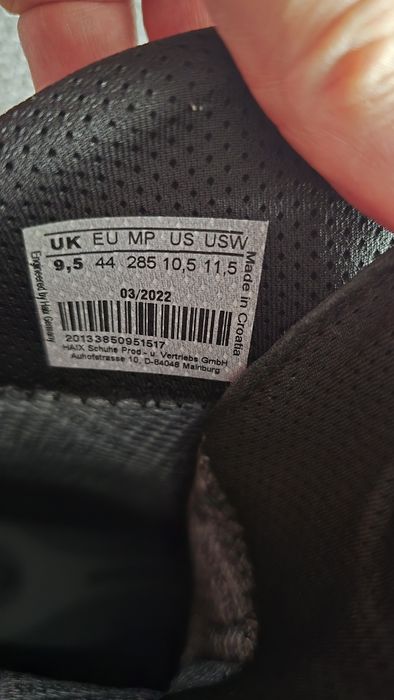 UK EU MP US USW
9,5 44 285 10,5 11,5
03/2022
20133850951517
HAIX Schuhe Prod.- u. Vertriebs GmbH
Auhofstrasse 10, D-84048 Mainburg
Engineered by Haix Germany
Made in Croatia